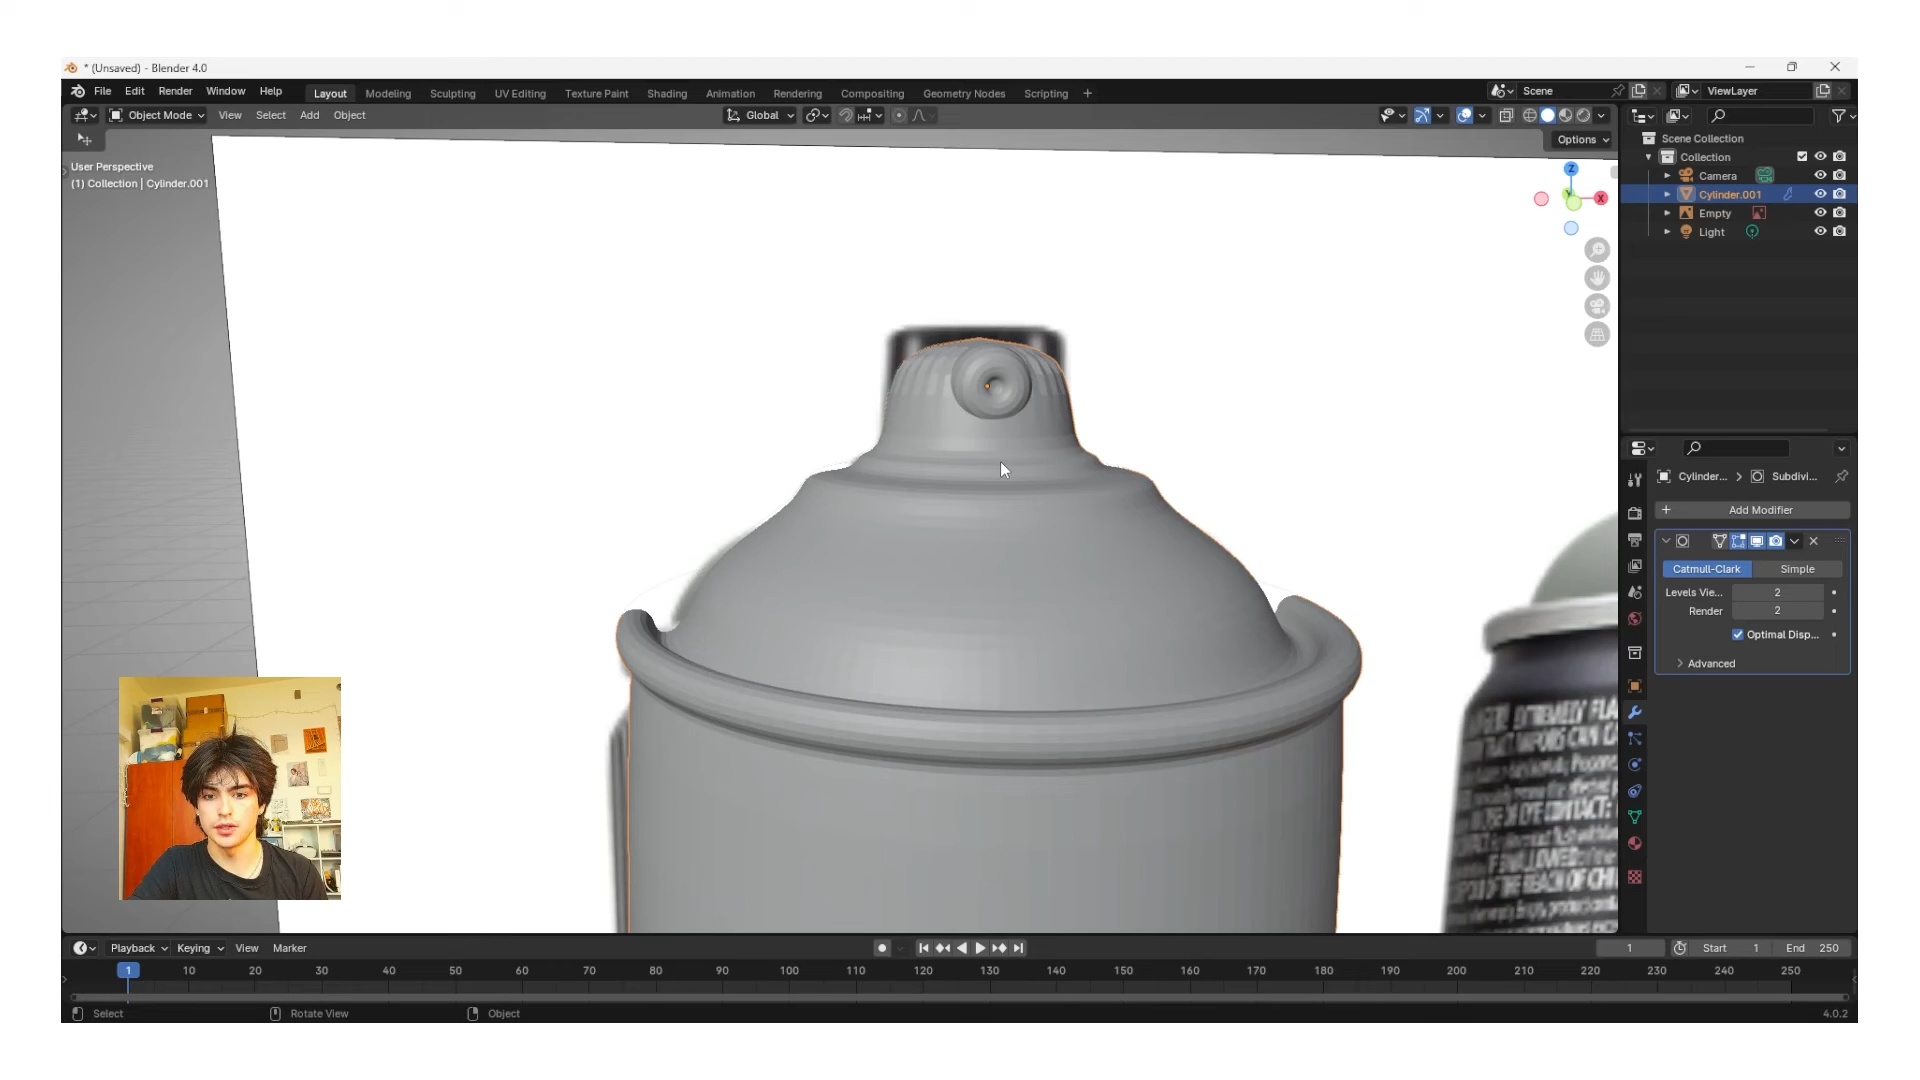 * (Unsaved) - Blender 4.0
File Edit Render Window Help
Layout Modeling Sculpting UV Editing Texture Paint Shading Animation Rendering Compositing Geometry Nodes Scripting +
Scene
ViewLayer
Object Mode View Select Add Object
Global
Options
User Perspective
(1) Collection | Cylinder.001
Z
Y
X
Scene Collection
Collection
Camera
Cylinder.001
Empty
Light
Cylinder... > Subdivi...
+ Add Modifier
Catmull-Clark Simple
Levels Vie... 2
Render 2
Optimal Disp...
Advanced
Playback Keying View Marker
1 Start 1 End 250
1 10 20 30 40 50 60 70 80 90 100 110 120 130 140 150 160 170 180 190 200 210 220 230 240 250
Select Rotate View Object
4.0.2